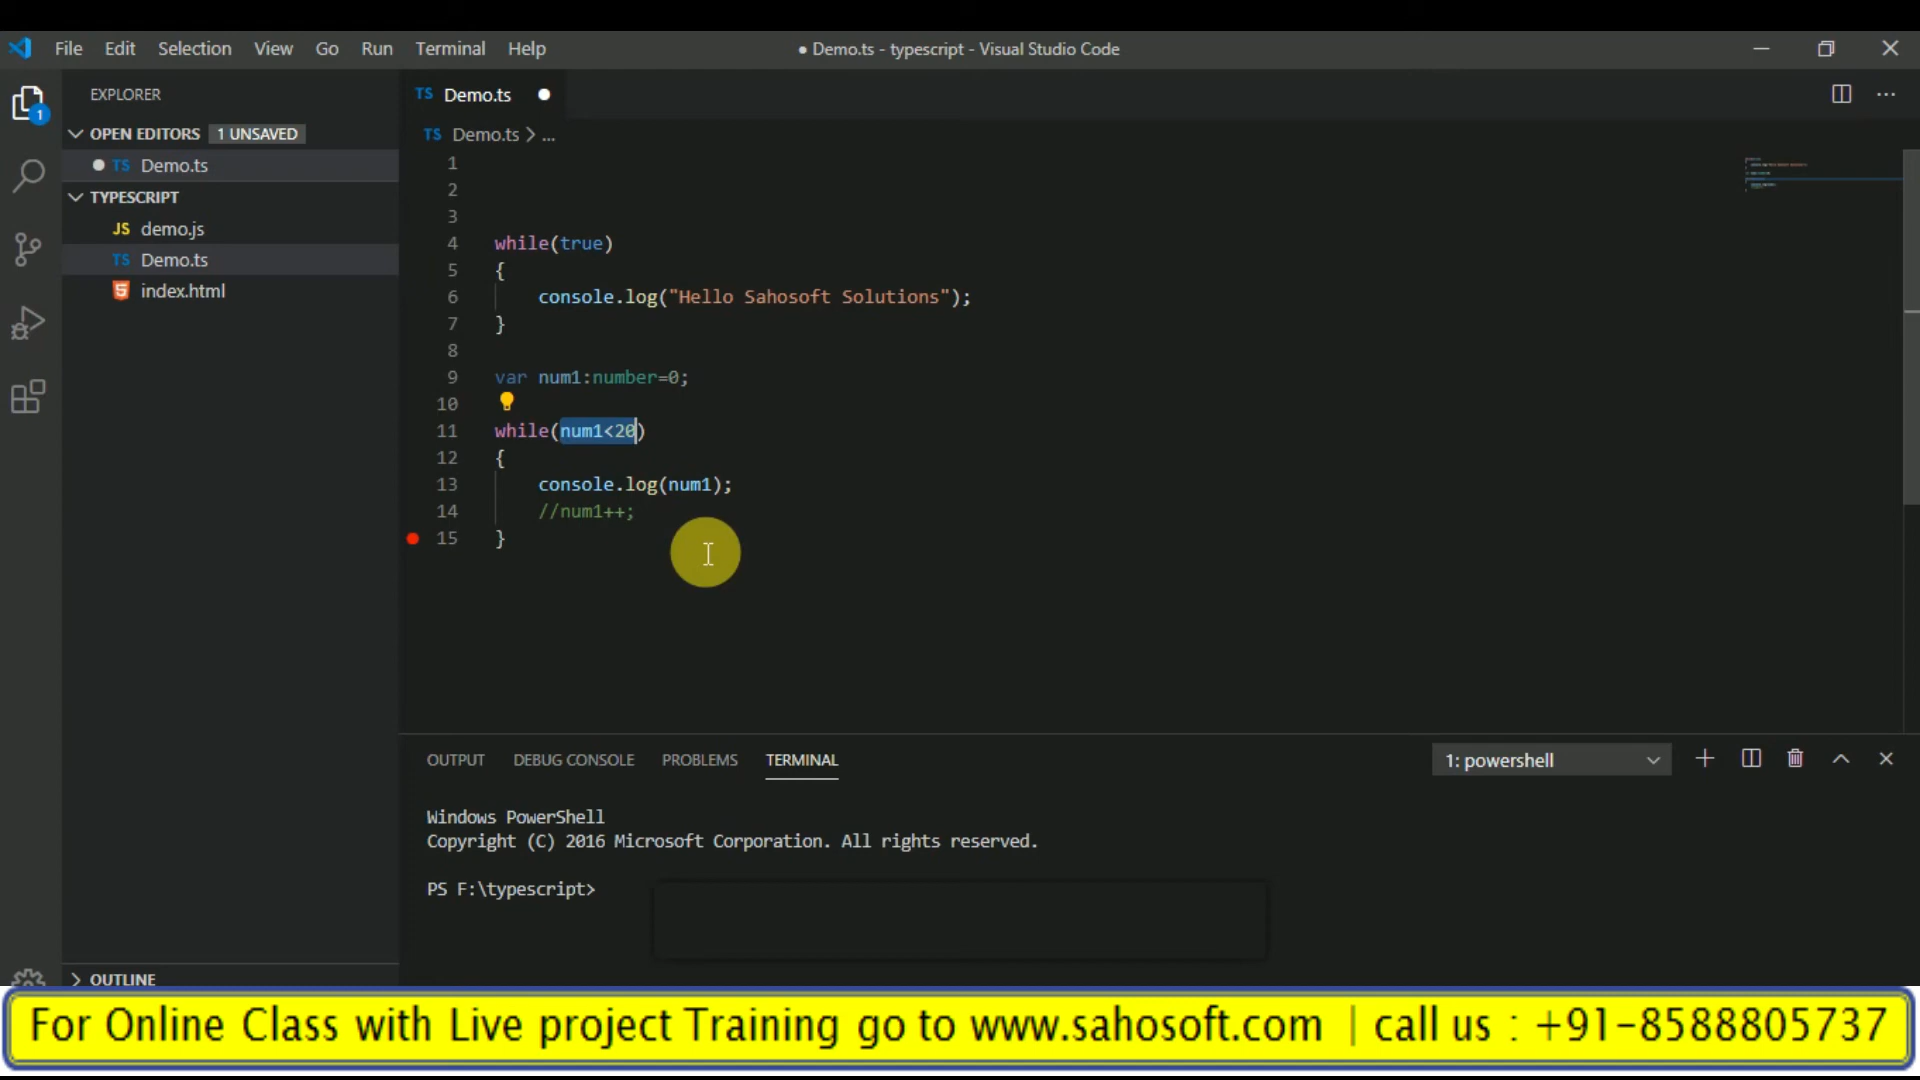 File Edit Selection View Go Run Terminal Help
● Demo.ts - typescript - Visual Studio Code
EXPLORER
1
OPEN EDITORS 1 UNSAVED
TS Demo.ts
TYPESCRIPT
JS demo.js
TS Demo.ts
index.html
OUTLINE
TS Demo.ts
TS Demo.ts > ...
1
2
3
4 while(true)
5 {
6 console.log("Hello Sahosoft Solutions");
7 }
8
9 var num1:number=0;
10
11 while(num1<20)
12 {
13 console.log(num1);
14 //num1++;
15 }
OUTPUT DEBUG CONSOLE PROBLEMS TERMINAL
1: powershell
Windows PowerShell
Copyright (C) 2016 Microsoft Corporation. All rights reserved.
PS F:\typescript>
For Online Class with Live project Training go to www.sahosoft.com | call us : +91-8588805737